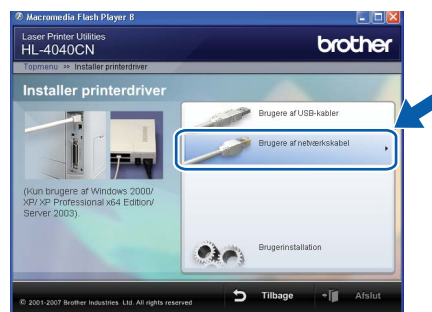 Macromedia Flash Player 8
Laser Printer Utilities
HL-4040CN
brother
Topmenu >> Installer printerdriver
Installer printerdriver
Brugere af USB-kabler
Brugere af netværkskabel
(Kun brugere af Windows 2000/
XP/ XP Professional x64 Edition/
Server 2003).
Brugerinstallation
© 2001-2007 Brother Industries. Ltd. All rights reserved
Tilbage
Afslut